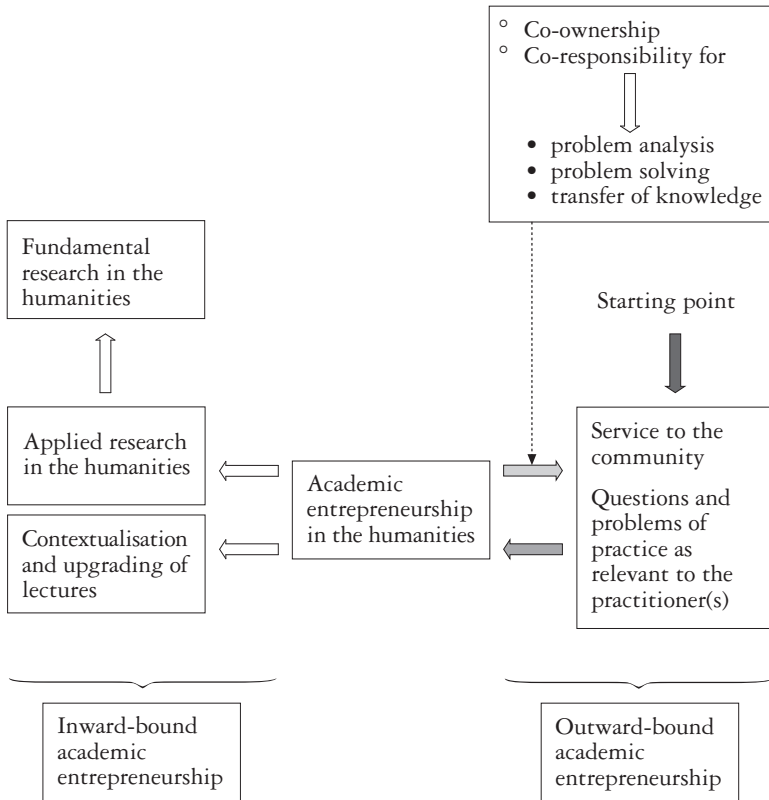 ° Co-ownership
° Co-responsibility for
• problem analysis
• problem solving
• transfer of knowledge
Fundamental
research in the
humanities
Starting point
Applied research
in the humanities
Contextualisation
and upgrading of
lectures
Academic
entrepreneurship
in the humanities
Service to the
community
Questions and
problems of
practice as
relevant to the
practitioner(s)
Inward-bound
academic
entrepreneurship
Outward-bound
academic
entrepreneurship